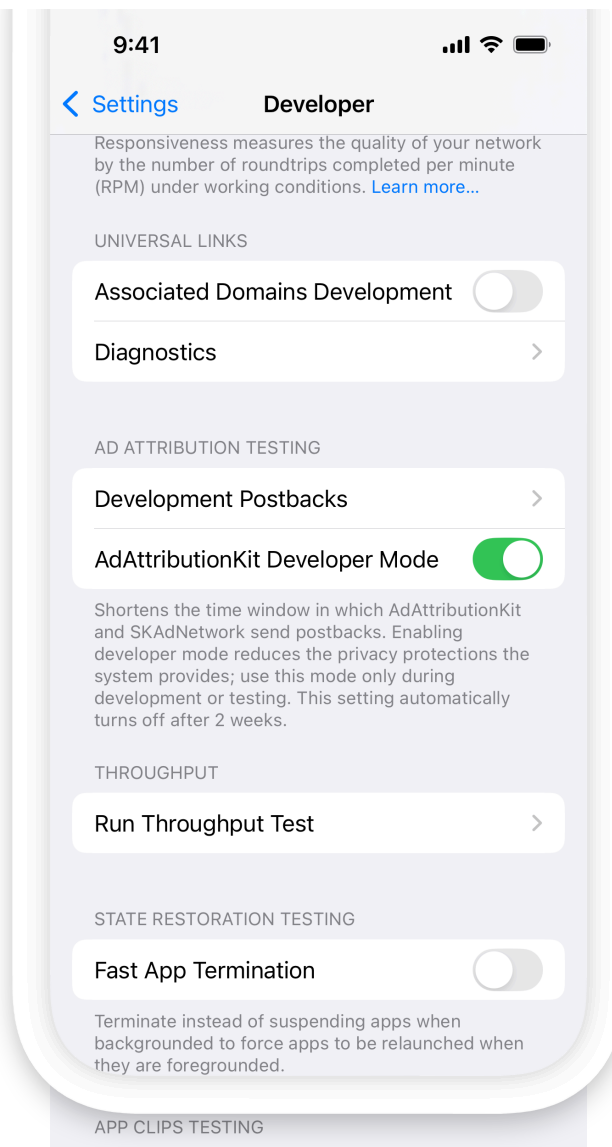 9:41
Settings
Developer
Responsiveness measures the quality of your network
by the number of roundtrips completed per minute
(RPM) under working conditions. Learn more...
UNIVERSAL LINKS
Associated Domains Development
Diagnostics
AD ATTRIBUTION TESTING
Development Postbacks
AdAttributionKit Developer Mode
Shortens the time window in which AdAttributionKit
and SKAdNetwork send postbacks. Enabling
developer mode reduces the privacy protections the
system provides; use this mode only during
development or testing. This setting automatically
turns off after 2 weeks.
THROUGHPUT
Run Throughput Test
STATE RESTORATION TESTING
Fast App Termination
Terminate instead of suspending apps when
backgrounded to force apps to be relaunched when
they are foregrounded.
APP CLIPS TESTING